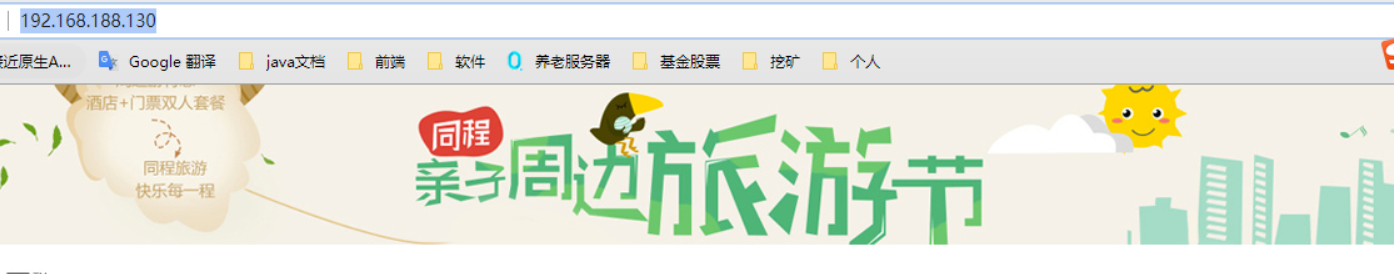 192.168.188.130
接近原生A...
Google 翻译
java文档
前端
软件
养老服务器
基金股票
挖矿
个人
酒店+门票双人套餐
同程旅游
快乐每一程
同程
亲子周边旅游节